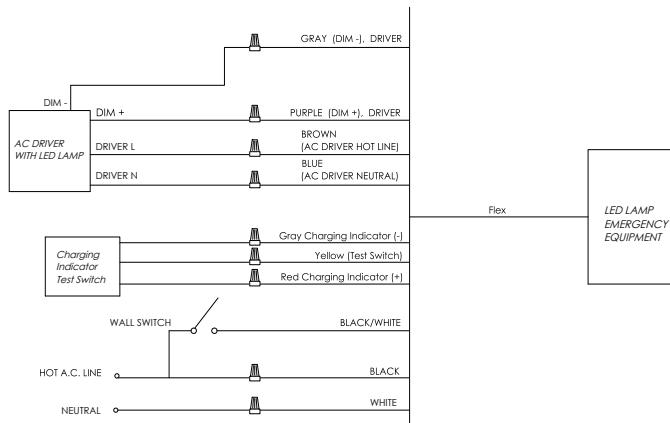 GRAY (DIM -), DRIVER
DIM -
DIM +
PURPLE (DIM +), DRIVER
AC DRIVER
WITH LED LAMP
BROWN
(AC DRIVER HOT LINE)
DRIVER L
BLUE
(AC DRIVER NEUTRAL)
DRIVER N
Flex
LED LAMP
EMERGENCY
EQUIPMENT
Gray Charging Indicator (-)
Charging
Indicator
Test Switch
Yellow (Test Switch)
Red Charging Indicator (+)
WALL SWITCH
BLACK/WHITE
HOT A.C. LINE
BLACK
NEUTRAL
WHITE